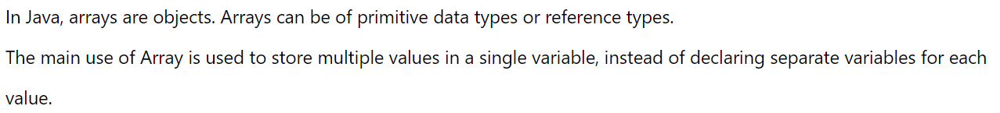 In Java, arrays are objects. Arrays can be of primitive data types or reference types.
The main use of Array is used to store multiple values in a single variable, instead of declaring separate variables for each
value.